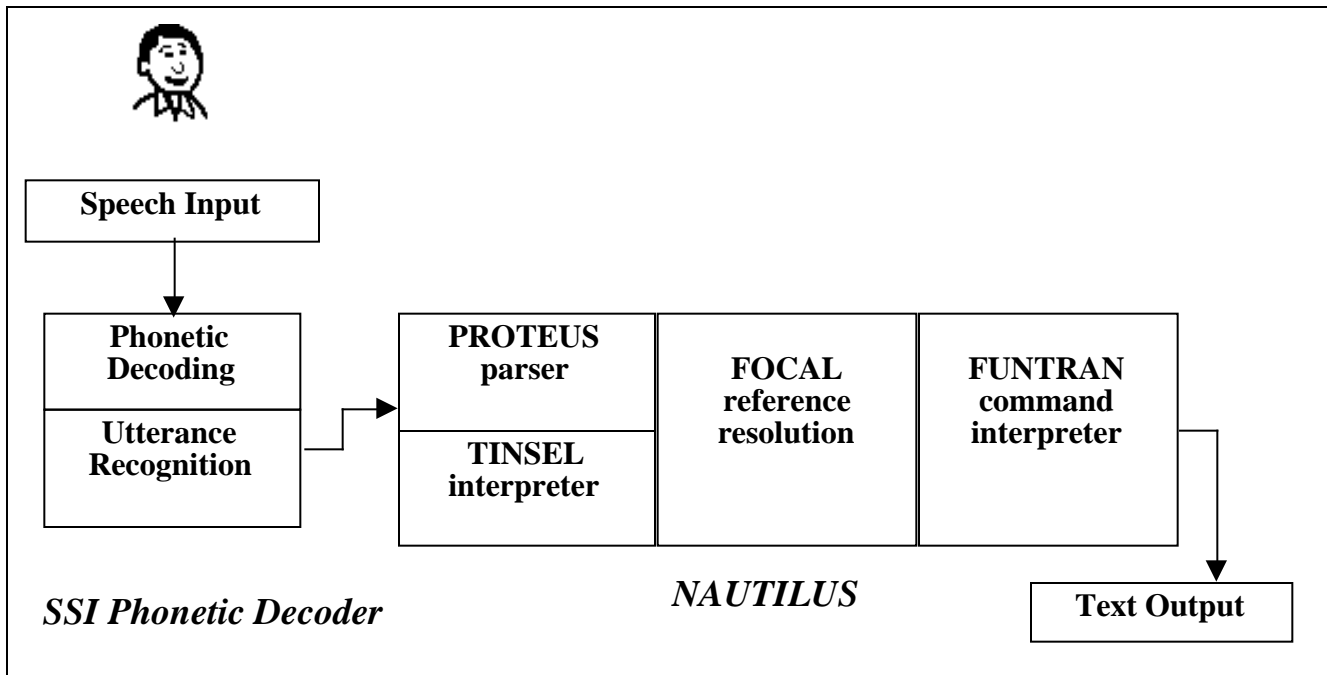 Speech Input
Phonetic
Decoding
Utterance
Recognition
SSI Phonetic Decoder
PROTEUS
parser
TINSEL
interpreter
FOCAL
reference
resolution
FUNTRAN
command
interpreter
NAUTILUS
Text Output